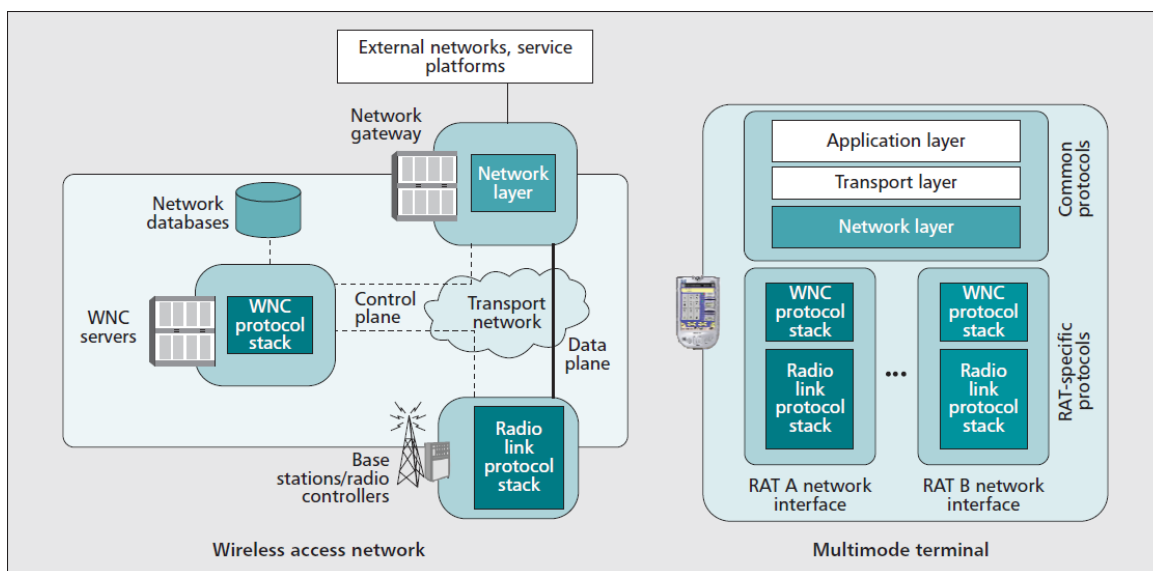 External networks, service
platforms
Network
gateway
Network
layer
Network
databases
WNC
servers
WNC
protocol
stack
Control
plane
Transport
network
Data
plane
Base
stations/radio
controllers
Radio
link
protocol
stack
Wireless access network
Application layer
Transport layer
Network layer
Common
protocols
WNC
protocol
stack
Radio
link
protocol
stack
...
WNC
protocol
stack
Radio
link
protocol
stack
RAT-specific
protocols
RAT A network
interface
RAT B network
interface
Multimode terminal